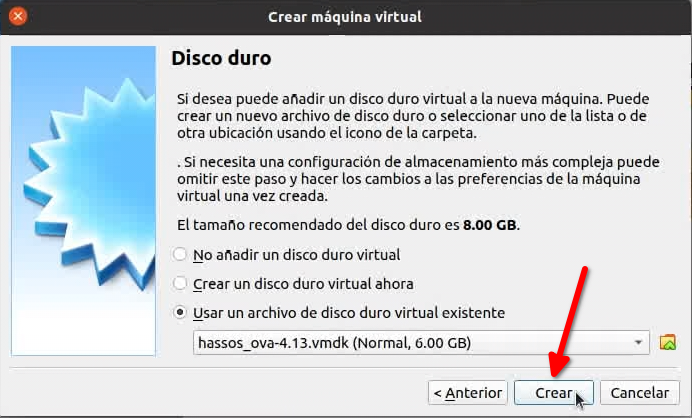 Crear máquina virtual
Disco duro
Si desea puede añadir un disco duro virtual a la nueva máquina. Puede
crear un nuevo archivo de disco duro o seleccionar uno de la lista o de
otra ubicación usando el icono de la carpeta.
. Si necesita una configuración de almacenamiento más compleja puede
omitir este paso y hacer los cambios a las preferencias de la máquina
virtual una vez creada.
El tamaño recomendado del disco duro es 8.00 GB.
No añadir un disco duro virtual
Crear un disco duro virtual ahora
Usar un archivo de disco duro virtual existente
hassos_ova-4.13.vmdk (Normal, 6.00 GB)
< Anterior
Crear
Cancelar